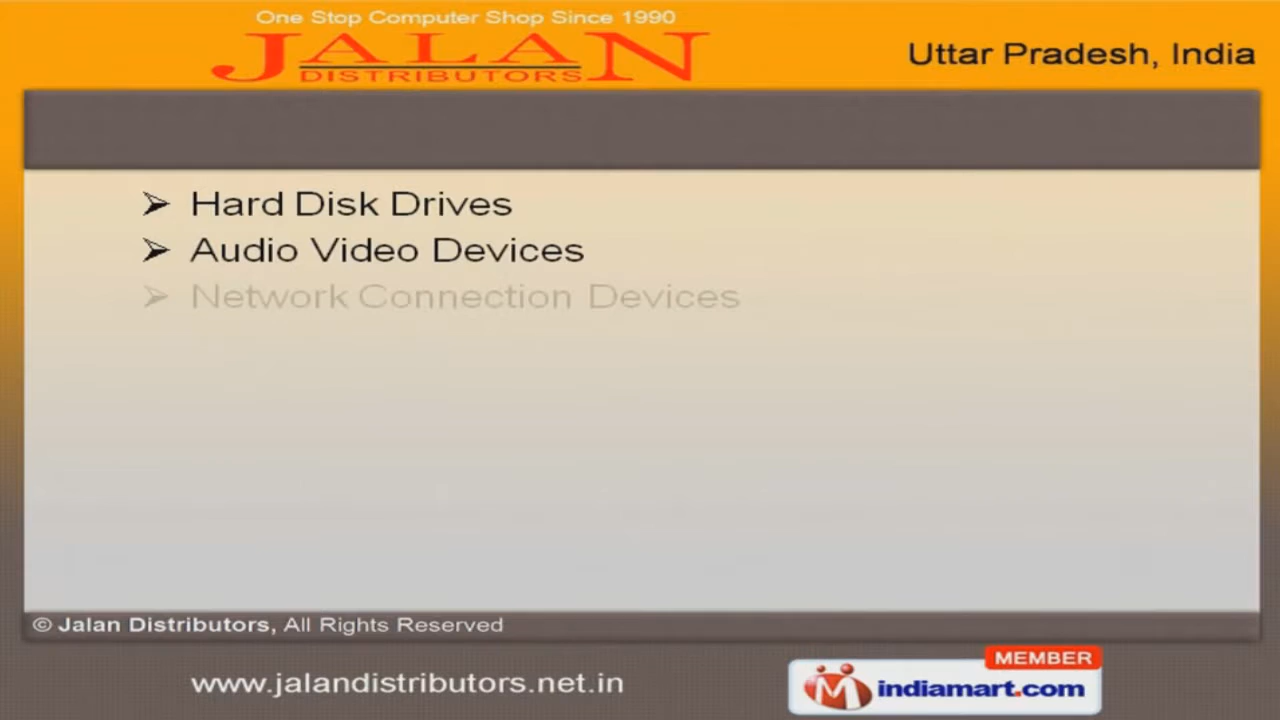 One Stop Computer Shop Since 1990
JALAN
DISTRIBUTORS
Uttar Pradesh, India
➢ Hard Disk Drives
➢ Audio Video Devices
➢ Network Connection Devices
© Jalan Distributors, All Rights Reserved
www.jalandistributors.net.in
MEMBER
indiamart.com